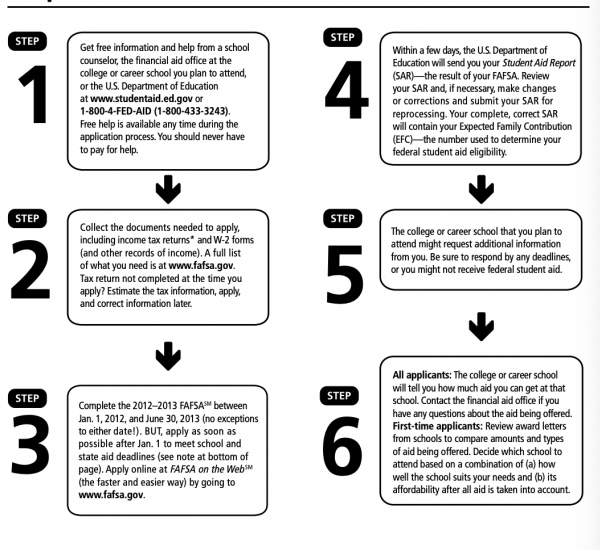 STEP
1
Get free information and help from a school
counselor, the financial aid office at the
college or career school you plan to attend,
or the U.S. Department of Education
at www.studentaid.ed.gov or
1-800-4-FED-AID (1-800-433-3243).
Free help is available any time during the
application process. You should never have
to pay for help.
STEP
2
Collect the documents needed to apply,
including income tax returns* and W-2 forms
(and other records of income). A full list
of what you need is at www.fafsa.gov.
Tax return not completed at the time you
apply? Estimate the tax information, apply,
and correct information later.
STEP
3
Complete the 2012–2013 FAFSA℠ between
Jan. 1, 2012, and June 30, 2013 (no exceptions
to either date!). BUT, apply as soon as
possible after Jan. 1 to meet school and
state aid deadlines (see note at bottom of
page). Apply online at FAFSA on the Web℠
(the faster and easier way) by going to
www.fafsa.gov.
STEP
4
Within a few days, the U.S. Department of
Education will send you your Student Aid Report
(SAR)—the result of your FAFSA. Review
your SAR and, if necessary, make changes
or corrections and submit your SAR for
reprocessing. Your complete, correct SAR
will contain your Expected Family Contribution
(EFC)—the number used to determine your
federal student aid eligibility.
STEP
5
The college or career school that you plan to
attend might request additional information
from you. Be sure to respond by any deadlines,
or you might not receive federal student aid.
STEP
6
All applicants: The college or career school
will tell you how much aid you can get at that
school. Contact the financial aid office if you
have any questions about the aid being offered.
First-time applicants: Review award letters
from schools to compare amounts and types
of aid being offered. Decide which school to
attend based on a combination of (a) how
well the school suits your needs and (b) its
affordability after all aid is taken into account.